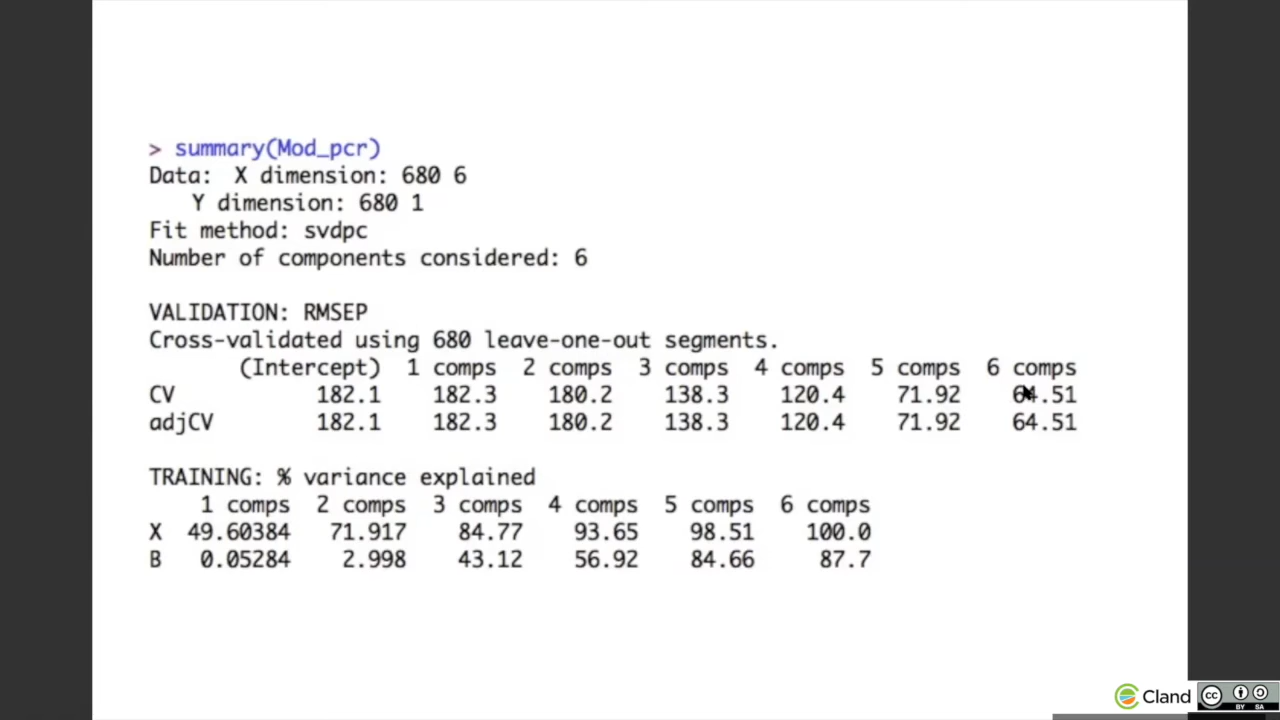 > summary(Mod_pcr)
Data: X dimension: 680 6
Y dimension: 680 1
Fit method: svdpc
Number of components considered: 6
VALIDATION: RMSEP
Cross-validated using 680 leave-one-out segments.
(Intercept) 1 comps 2 comps 3 comps 4 comps 5 comps 6 comps
CV 182.1 182.3 180.2 138.3 120.4 71.92 64.51
adjCV 182.1 182.3 180.2 138.3 120.4 71.92 64.51
TRAINING: % variance explained
1 comps 2 comps 3 comps 4 comps 5 comps 6 comps
X 49.60384 71.917 84.77 93.65 98.51 100.0
B 0.05284 2.998 43.12 56.92 84.66 87.7
Cland
cc
BY SA